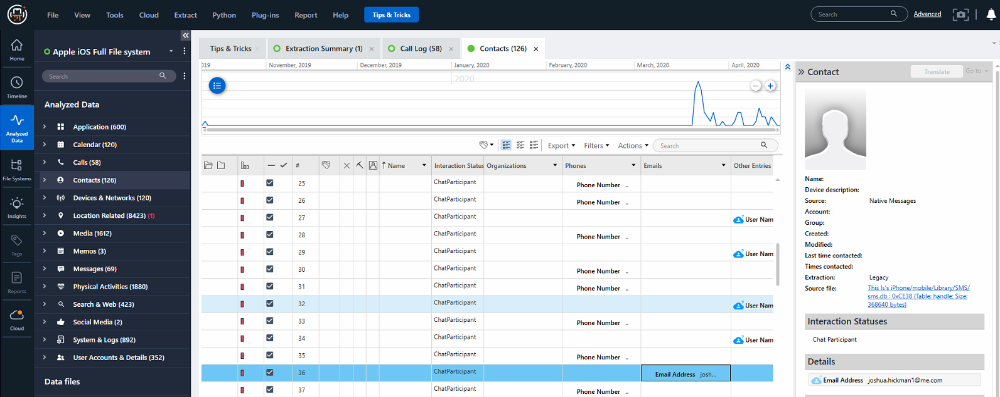 File View Tools Cloud Extract Python Plug-ins Report Help Tips & Tricks Search Advanced
Home
Timeline
Analyzed
Data
File Systems
Insights
Tags
Reports
Cloud
Apple iOS Full File system
Search
Analyzed Data
Application (600)
Calendar (120)
Calls (58)
Contacts (126)
Devices & Networks (120)
Location Related (8423) (1)
Media (1612)
Memos (3)
Messages (69)
Physical Activities (1880)
Search & Web (423)
Social Media (2)
System & Logs (892)
User Accounts & Details (352)
Data files
Tips & Tricks Extraction Summary (1) Call Log (58) Contacts (126)
019 November, 2019 December, 2019 January, 2020 February, 2020 March, 2020 April, 2020
2020
Export Filters Actions Search
# Name Interaction Status Organizations Phones Emails Other Entries
25 ChatParticipant Phone Number ..
26 ChatParticipant Phone Number ..
27 ChatParticipant User Nam
28 ChatParticipant Phone Number ..
29 ChatParticipant User Nam
30 ChatParticipant Phone Number ..
31 ChatParticipant Phone Number ..
32 ChatParticipant User Nam
33 ChatParticipant Phone Number ..
34 ChatParticipant User Nam
35 ChatParticipant Phone Number ..
36 ChatParticipant Email Address josh...
37 ChatParticipant Phone Number ..
Contact Translate Go to
Name:
Device description:
Source: Native Messages
Account:
Group:
Created:
Modified:
Last time contacted:
Times contacted:
Extraction: Legacy
Source file: This Is's iPhone/mobile/Library/SMS/
sms.db : 0xCE38 (Table: handle; Size:
368640 bytes)
Interaction Statuses
Chat Participant
Details
Email Address joshua.hickman1@me.com